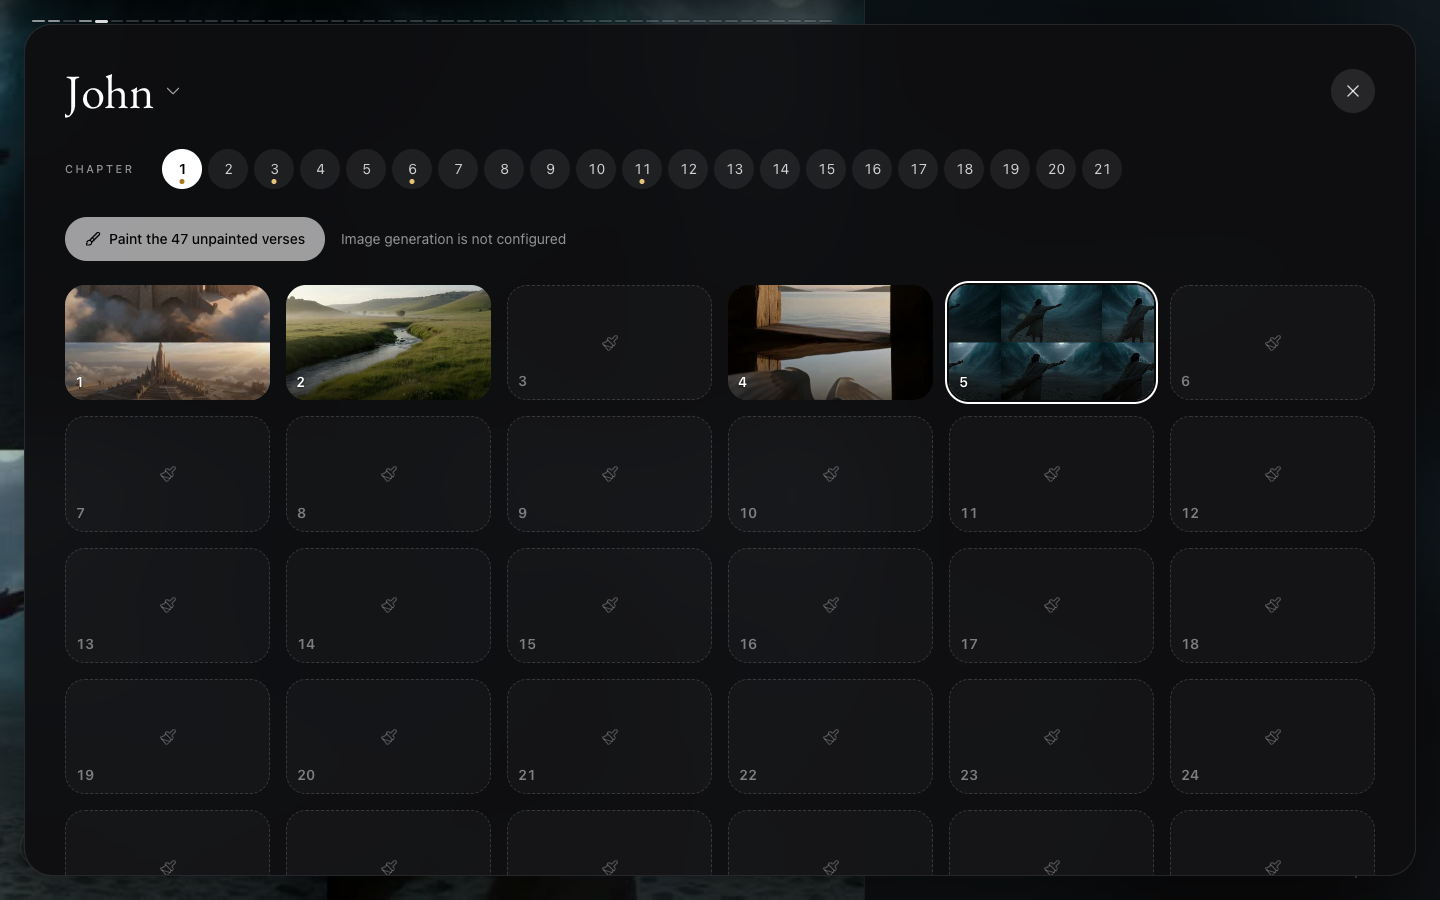 John
CHAPTER 1 2 3 4 5 6 7 8 9 10 11 12 13 14 15 16 17 18 19 20 21
Paint the 47 unpainted verses Image generation is not configured
1 2 3 4 5 6
7 8 9 10 11 12
13 14 15 16 17 18
19 20 21 22 23 24